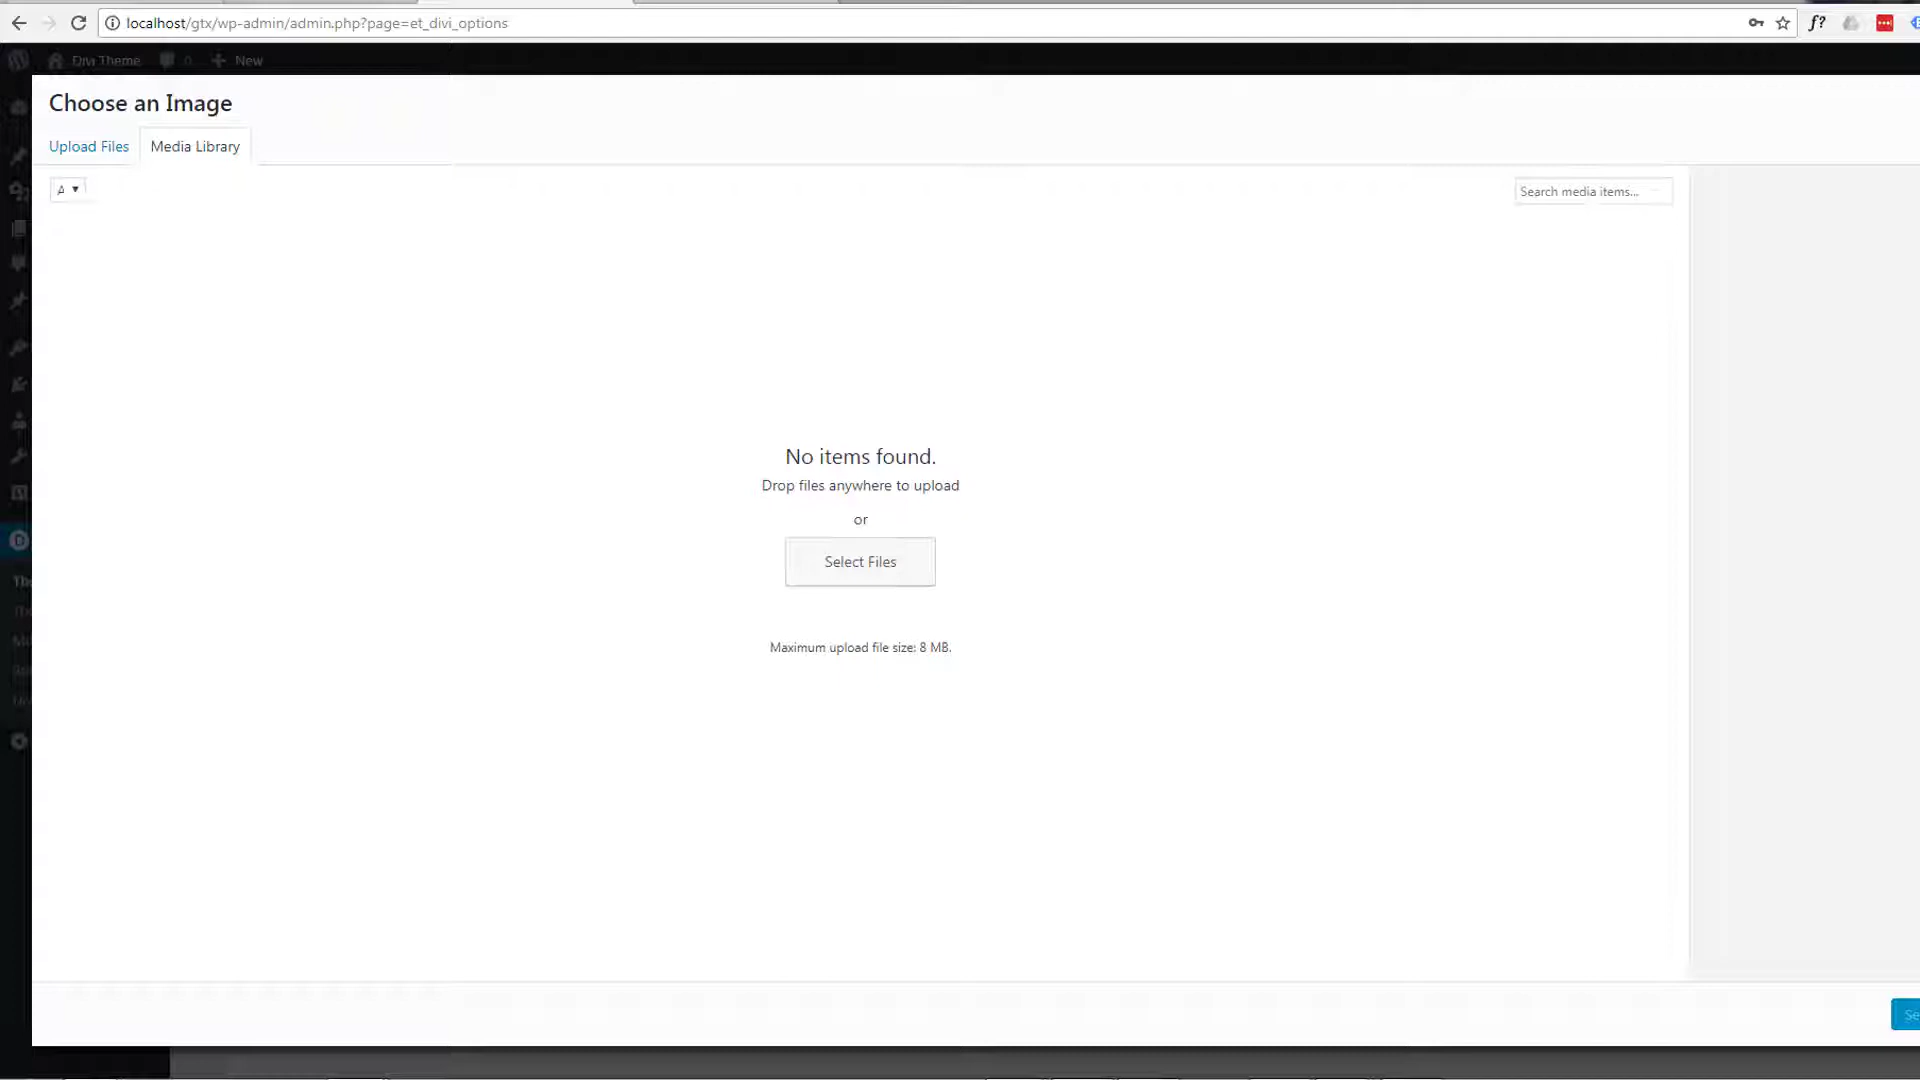 localhost/gtx/wp-admin/admin.php?page=et_divi_options
f?
Divi Theme 0 New
Choose an Image
Upload Files Media Library
A
Search media items...
No items found.
Drop files anywhere to upload
or
Select Files
Maximum upload file size: 8 MB.
D
Se